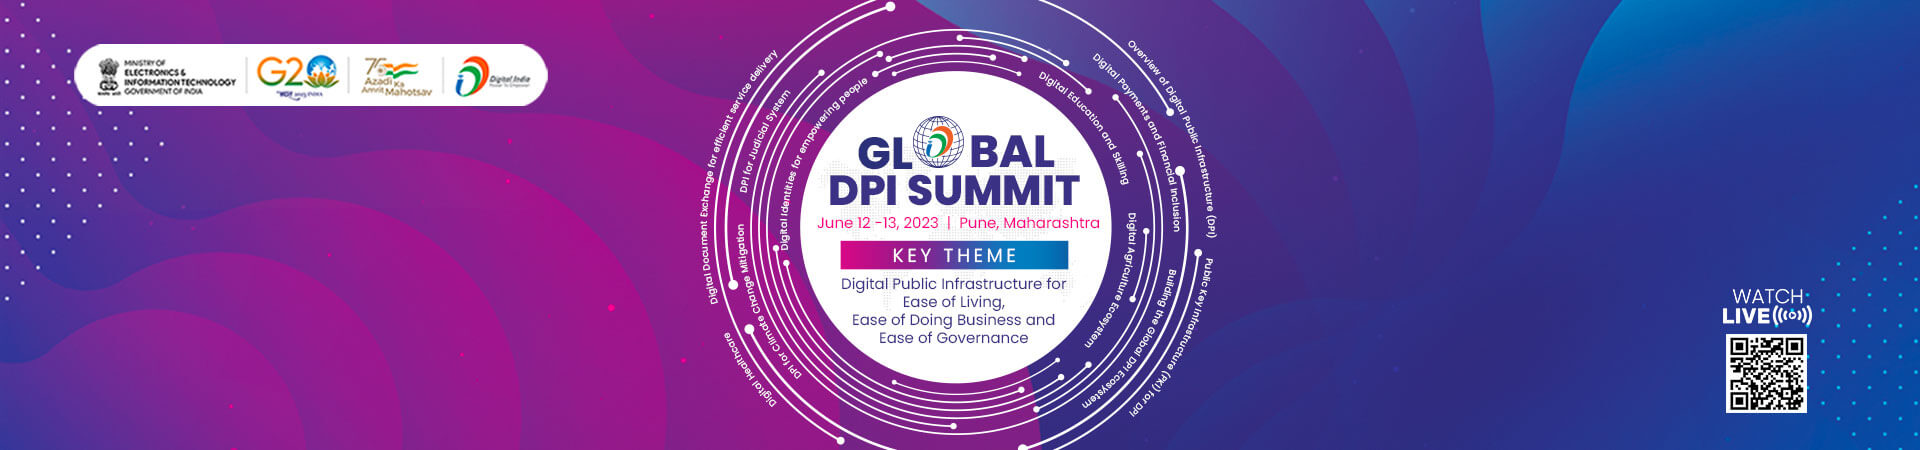 MINISTRY OF
ELECTRONICS &
INFORMATION TECHNOLOGY
GOVERNMENT OF INDIA
G20
75
Azadi
Ka
Amrit
Mahotsav
Digital India
Power To Empower
Digital Document Exchange for efficient service delivery
DPI for Judicial System
Digital Identities for empowering people
DPI for Climate Change Mitigation
Digital Healthcare
Overview of Digital Public Infrastructure (DPI)
Digital Payments and Financial Inclusion
Digital Education and Skilling
Digital Agriculture Ecosystem
Building the Global DPI Ecosystem
Public Key Infrastructure (PKI) for DPI
GLOBAL
DPI SUMMIT
June 12 -13, 2023 | Pune, Maharashtra
KEY THEME
Digital Public Infrastructure for
Ease of Living,
Ease of Doing Business and
Ease of Governance
WATCH
LIVE